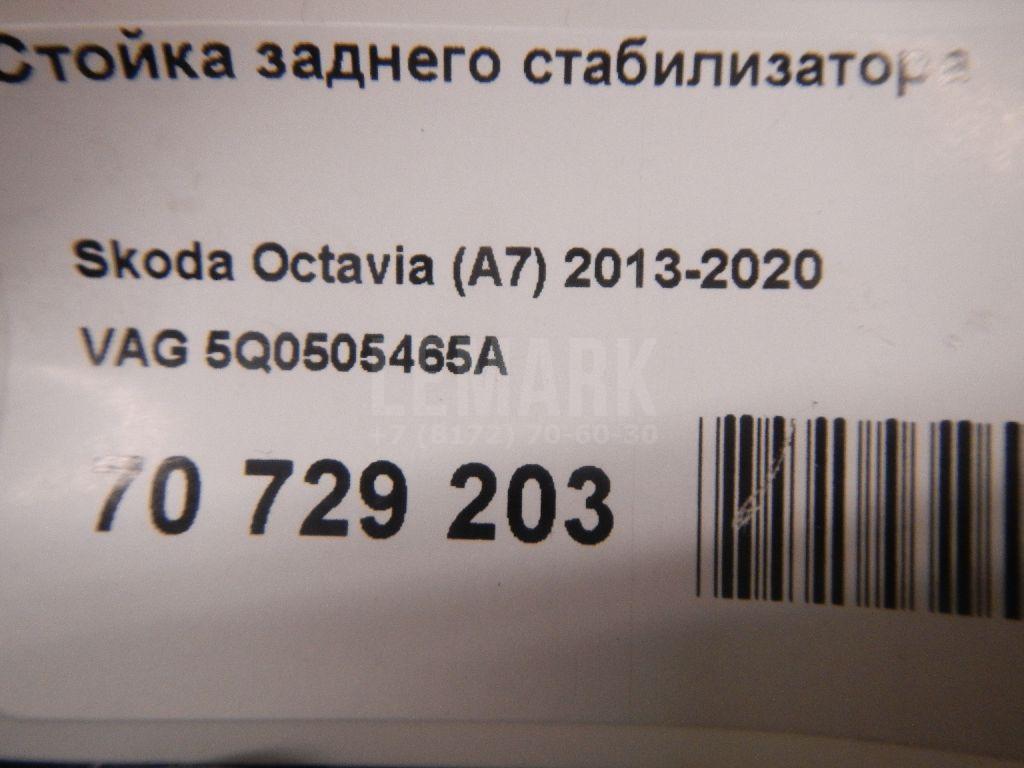 Стойка заднего стабилизатора
Skoda Octavia (A7) 2013-2020
VAG 5Q0505465A
LEMARK
+7 (8172) 70-60-30
70 729 203